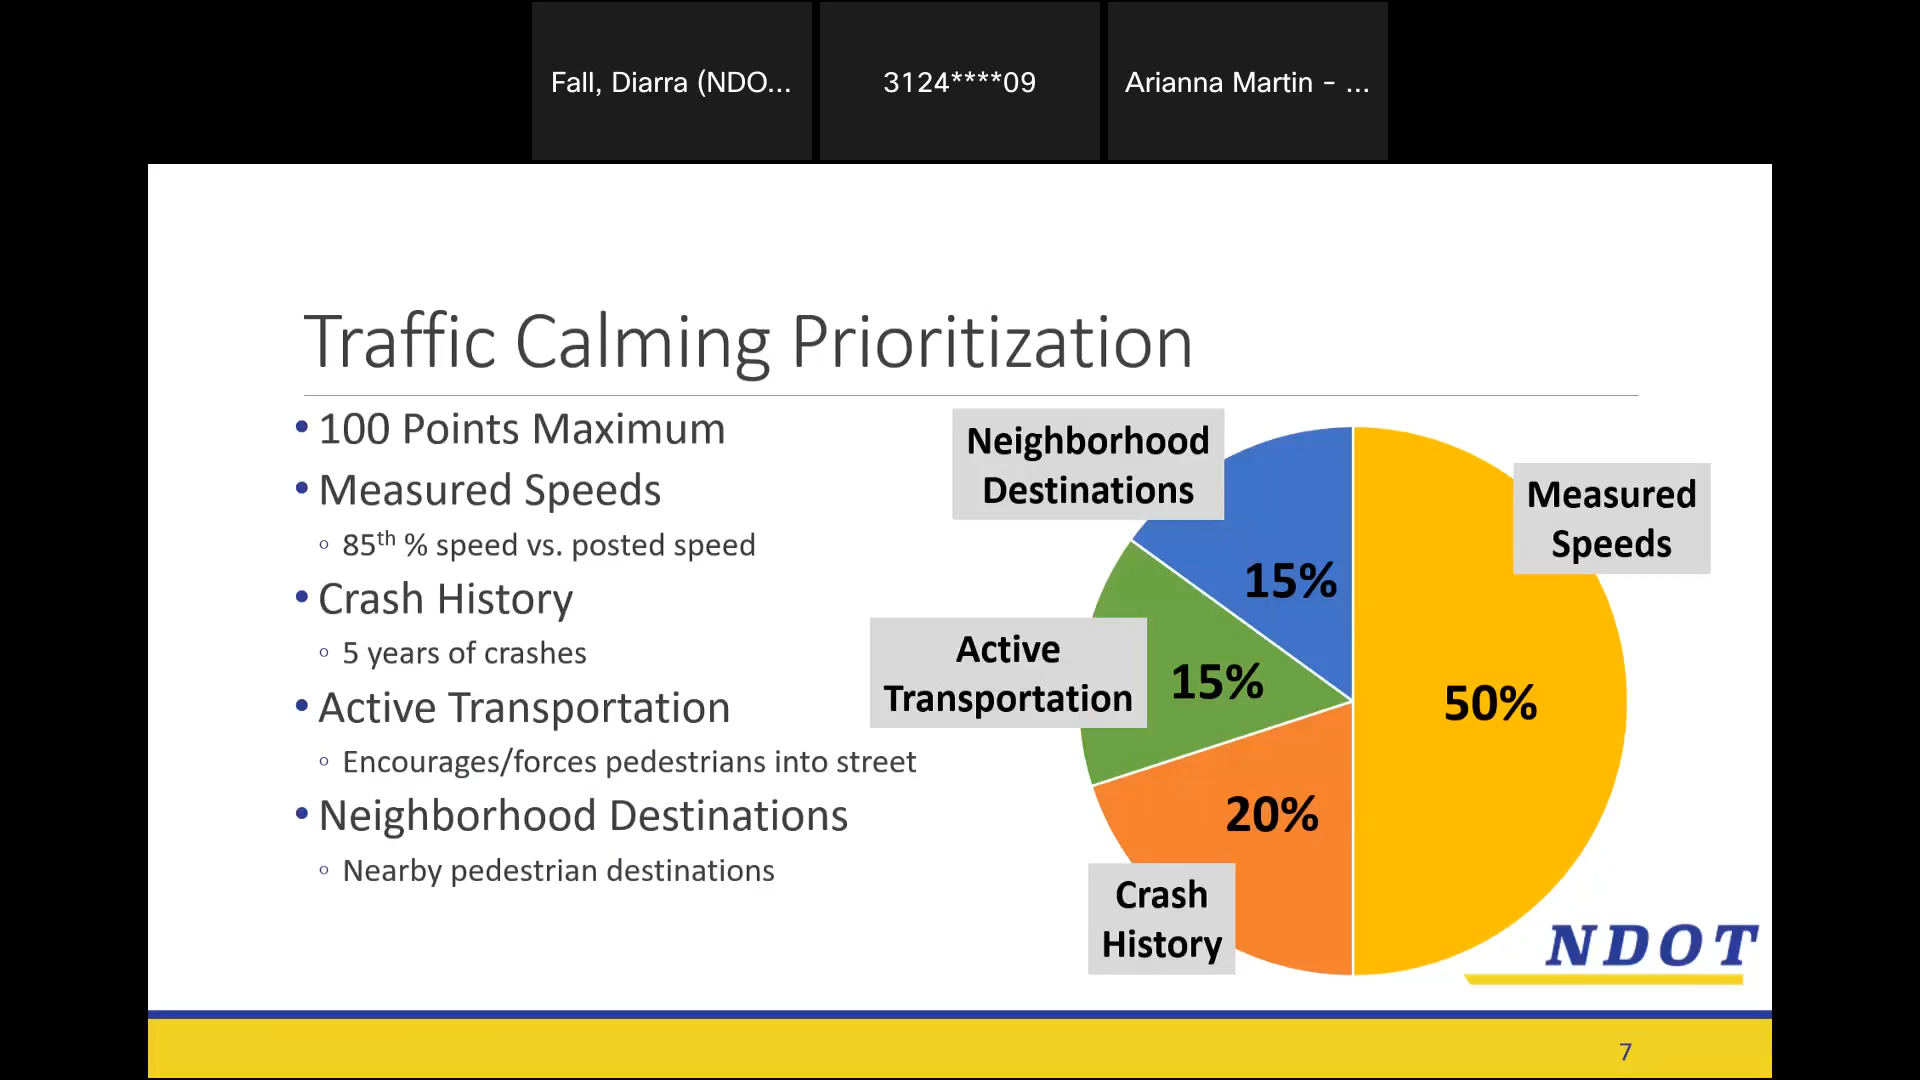 Fall, Diarra (NDO...
3124****09
Arianna Martin - ...
Traffic Calming Prioritization
• 100 Points Maximum
• Measured Speeds
◦ 85th % speed vs. posted speed
• Crash History
◦ 5 years of crashes
• Active Transportation
◦ Encourages/forces pedestrians into street
• Neighborhood Destinations
◦ Nearby pedestrian destinations
Neighborhood
Destinations
Measured
Speeds
15%
Active
Transportation
15%
50%
20%
Crash
History
NDOT
7